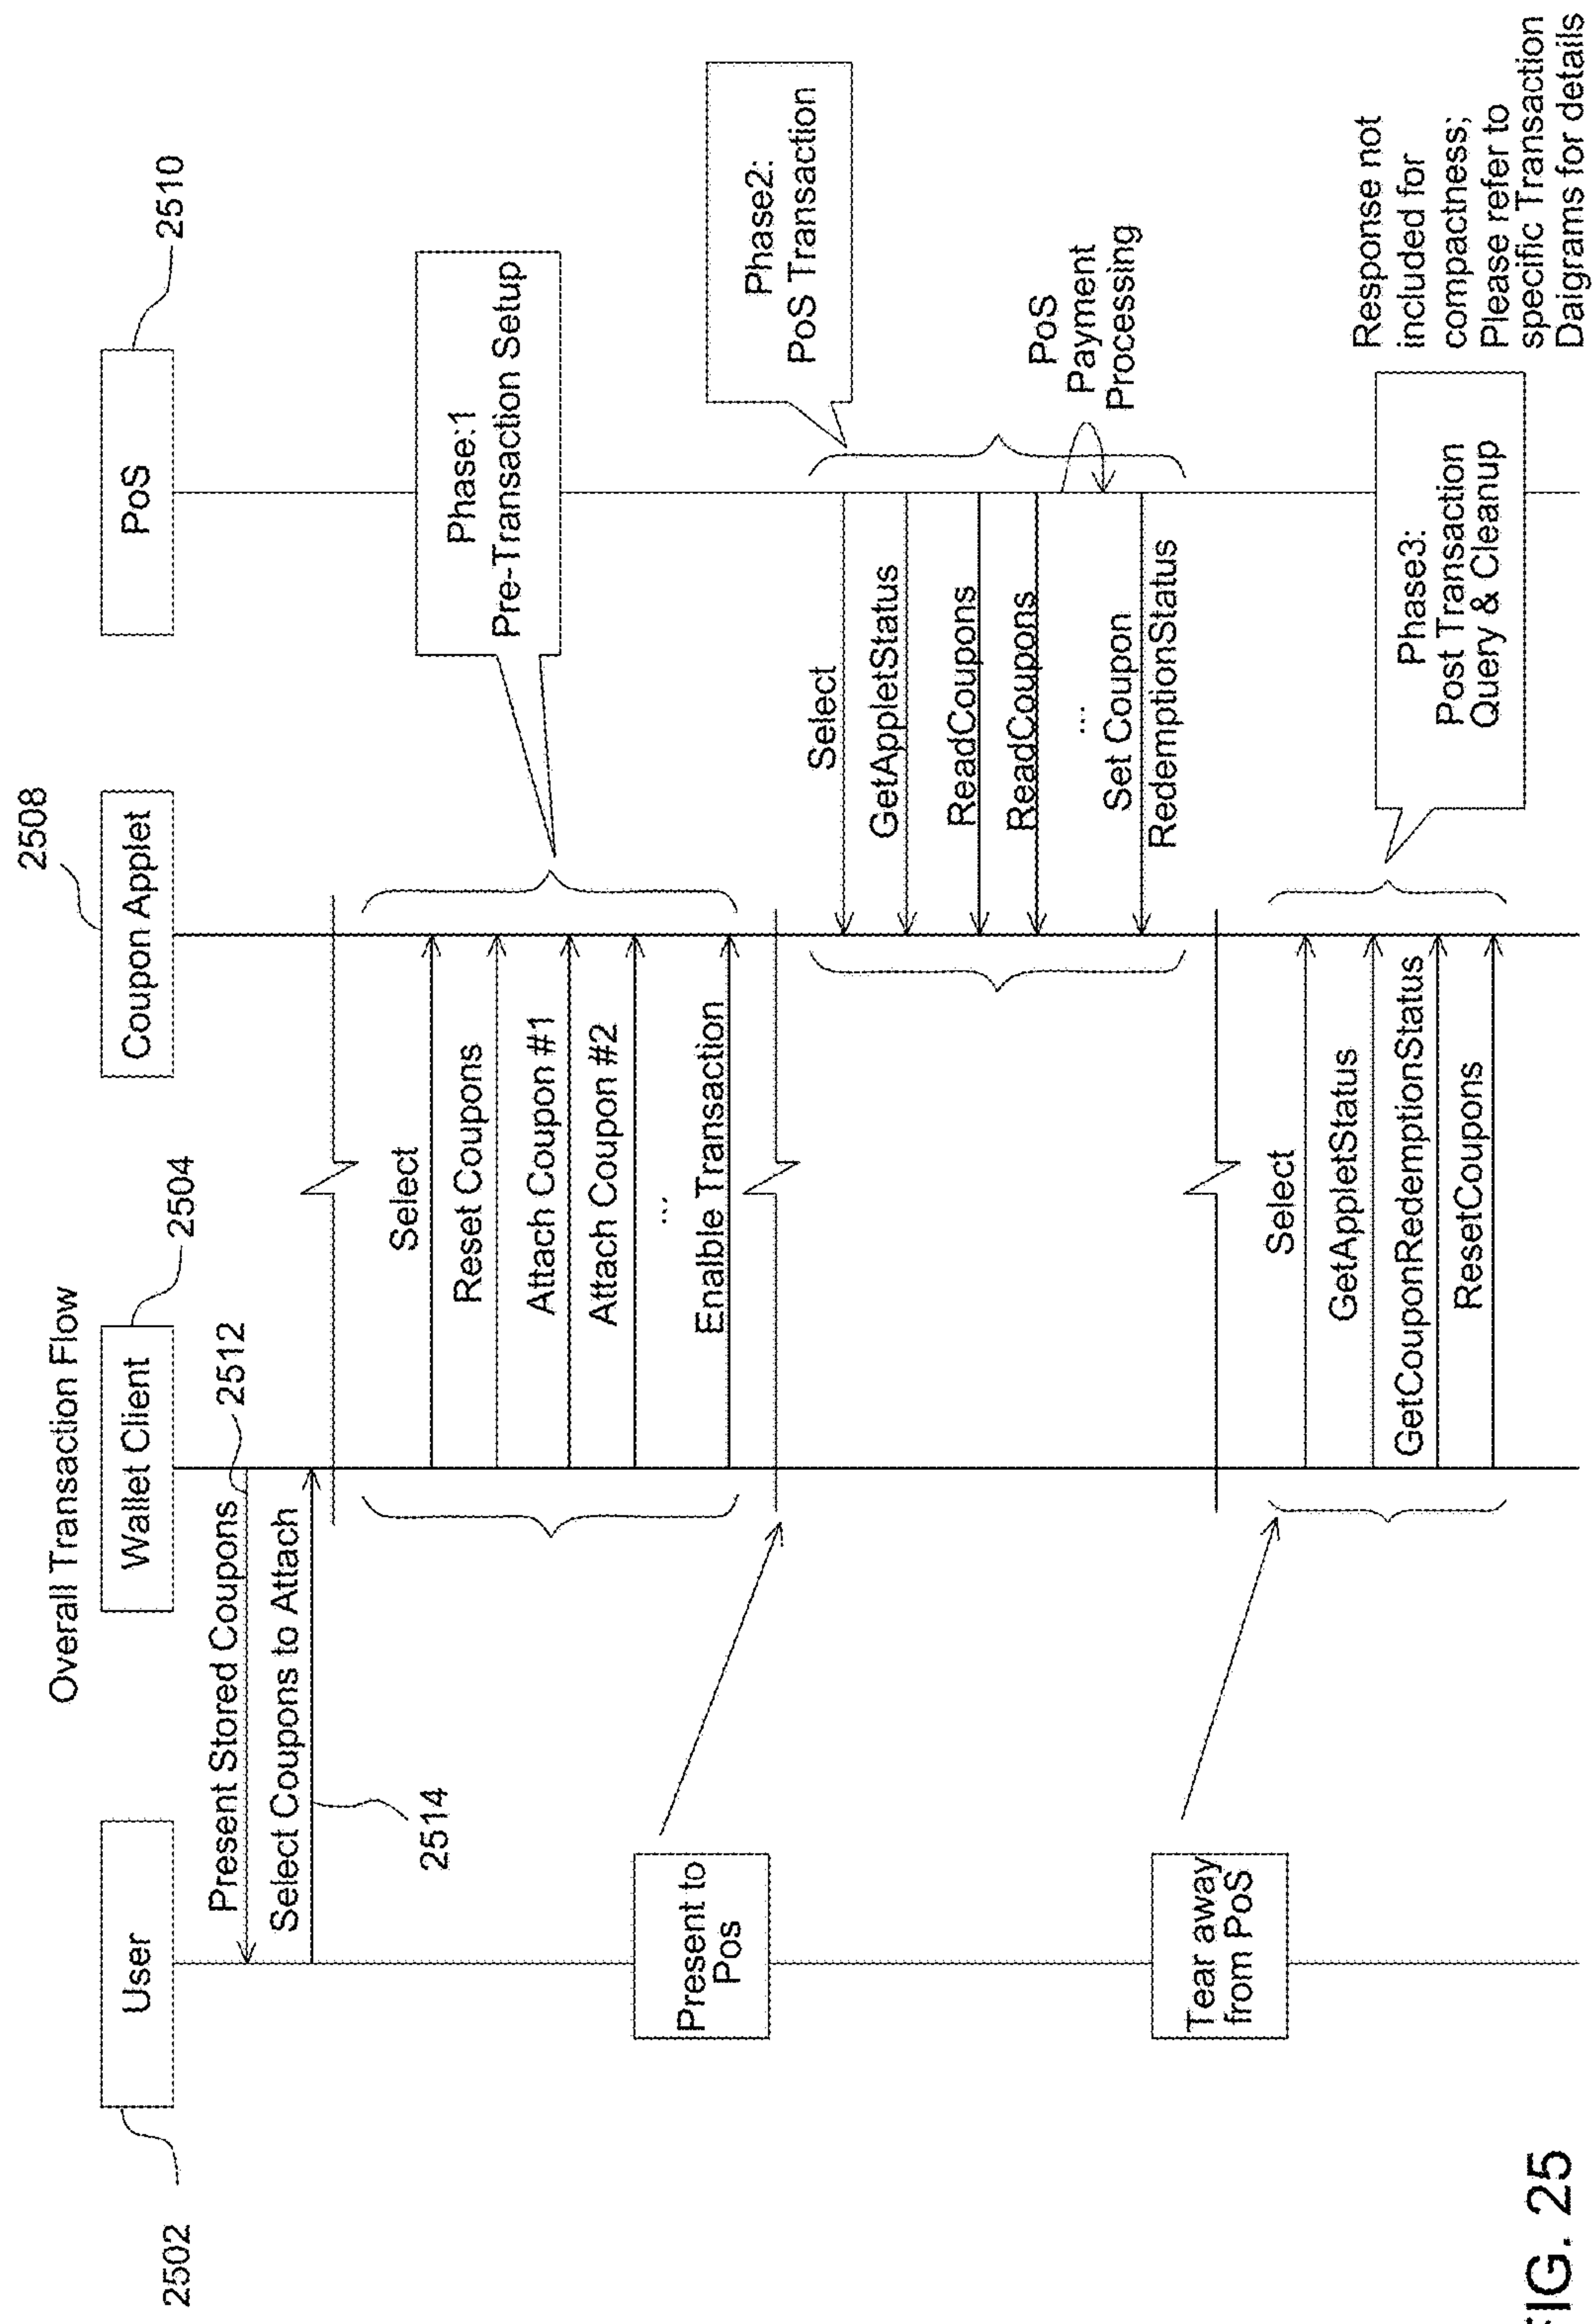 Overall Transaction Flow
2502
User
Wallet Client
2504
2508
Coupon Applet
PoS
2510
Present Stored Coupons
2512
Select Coupons to Attach
2514
Phase:1
Pre-Transaction Setup
Select
Reset Coupons
Attach Coupon #1
Attach Coupon #2
...
Enalble Transaction
Present to
Pos
Phase2:
PoS Transaction
Select
GetAppletStatus
ReadCoupons
ReadCoupons
...
PoS
Payment
Processing
Set Coupon
RedemptionStatus
Tear away
from PoS
Select
GetAppletStatus
GetCouponRedemptionStatus
ResetCoupons
Phase3:
Post Transaction
Query & Cleanup
Response not
included for
compactness;
Please refer to
specific Transaction
Daigrams for details
FIG. 25